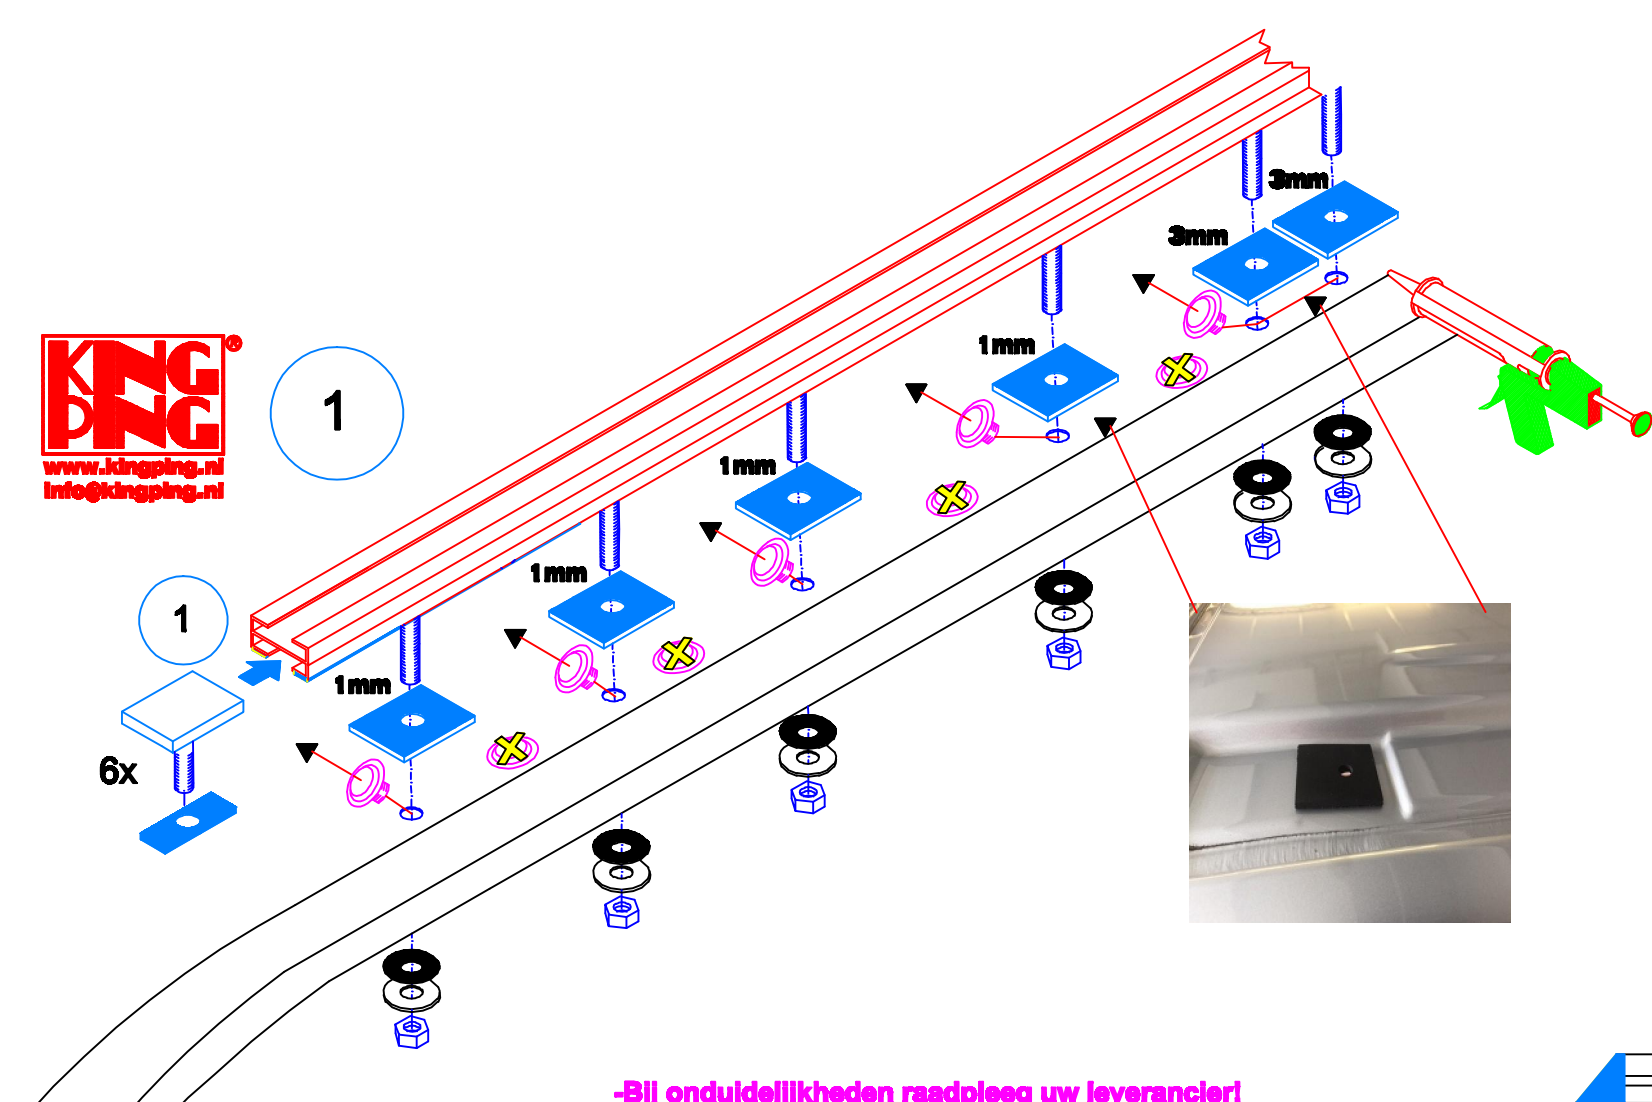 3mm
3mm
KING
PING®
www.kingping.nl
info@kingping.nl
1
1mm
1mm
1mm
1
1mm
6x
-Bij onduidelijkheden raadpleeg uw leverancier!